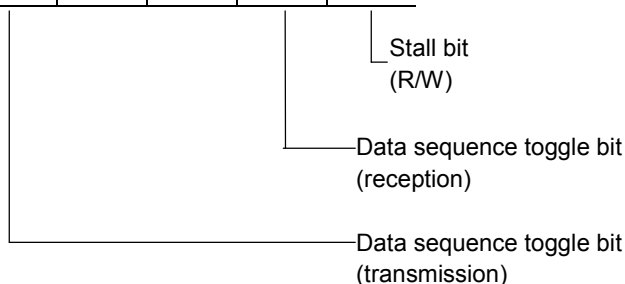 Stall bit
(R/W)
Data sequence toggle bit
(reception)
Data sequence toggle bit
(transmission)